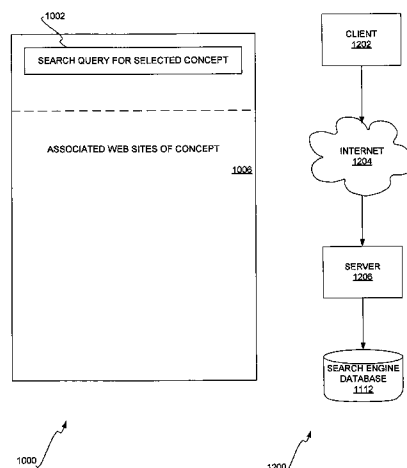 1002
SEARCH QUERY FOR SELECTED CONCEPT
ASSOCIATED WEB SITES OF CONCEPT
1006
1000
CLIENT
1202
INTERNET
1204
SERVER
1206
SEARCH ENGINE
DATABASE
1112
1200